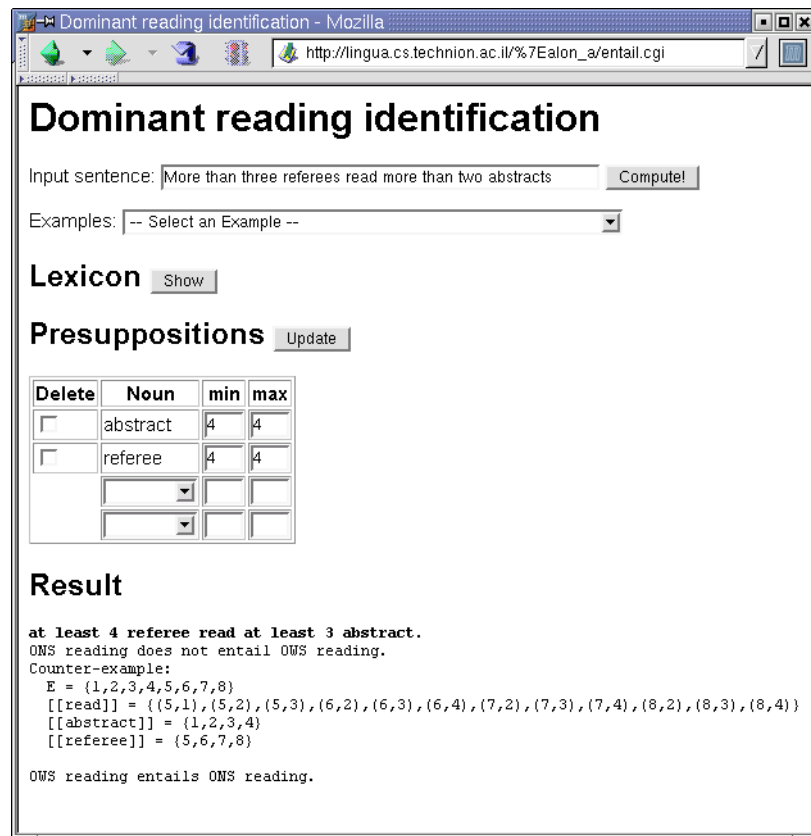 Dominant reading identification - Mozilla
http://lingua.cs.technion.ac.il/%7Ealon_a/entail.cgi
Dominant reading identification
Input sentence: More than three referees read more than two abstracts Compute!
Examples: -- Select an Example --
Lexicon Show
Presuppositions Update
Delete Noun min max
abstract 4 4
referee 4 4
Result
at least 4 referee read at least 3 abstract.
ONS reading does not entail OWS reading.
Counter-example:
E = {1,2,3,4,5,6,7,8}
[[read]] = {(5,1),(5,2),(5,3),(6,2),(6,3),(6,4),(7,2),(7,3),(7,4),(8,2),(8,3),(8,4)}
[[abstract]] = {1,2,3,4}
[[referee]] = {5,6,7,8}
OWS reading entails ONS reading.